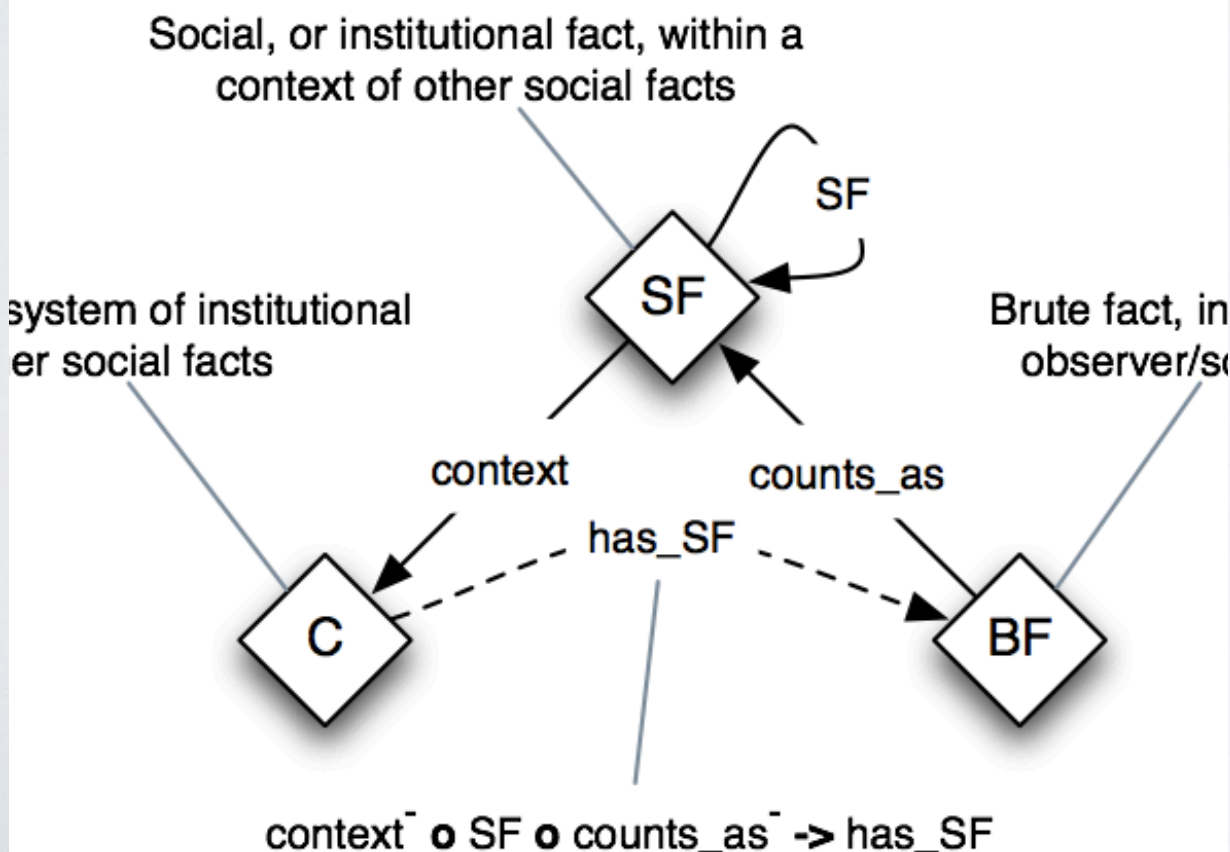 Social, or institutional fact, within a
context of other social facts
SF
SF
system of institutional
er social facts
Brute fact, in
observer/so
context
counts_as
has_SF
C
BF
context⁻ o SF o counts_as⁻ -> has_SF